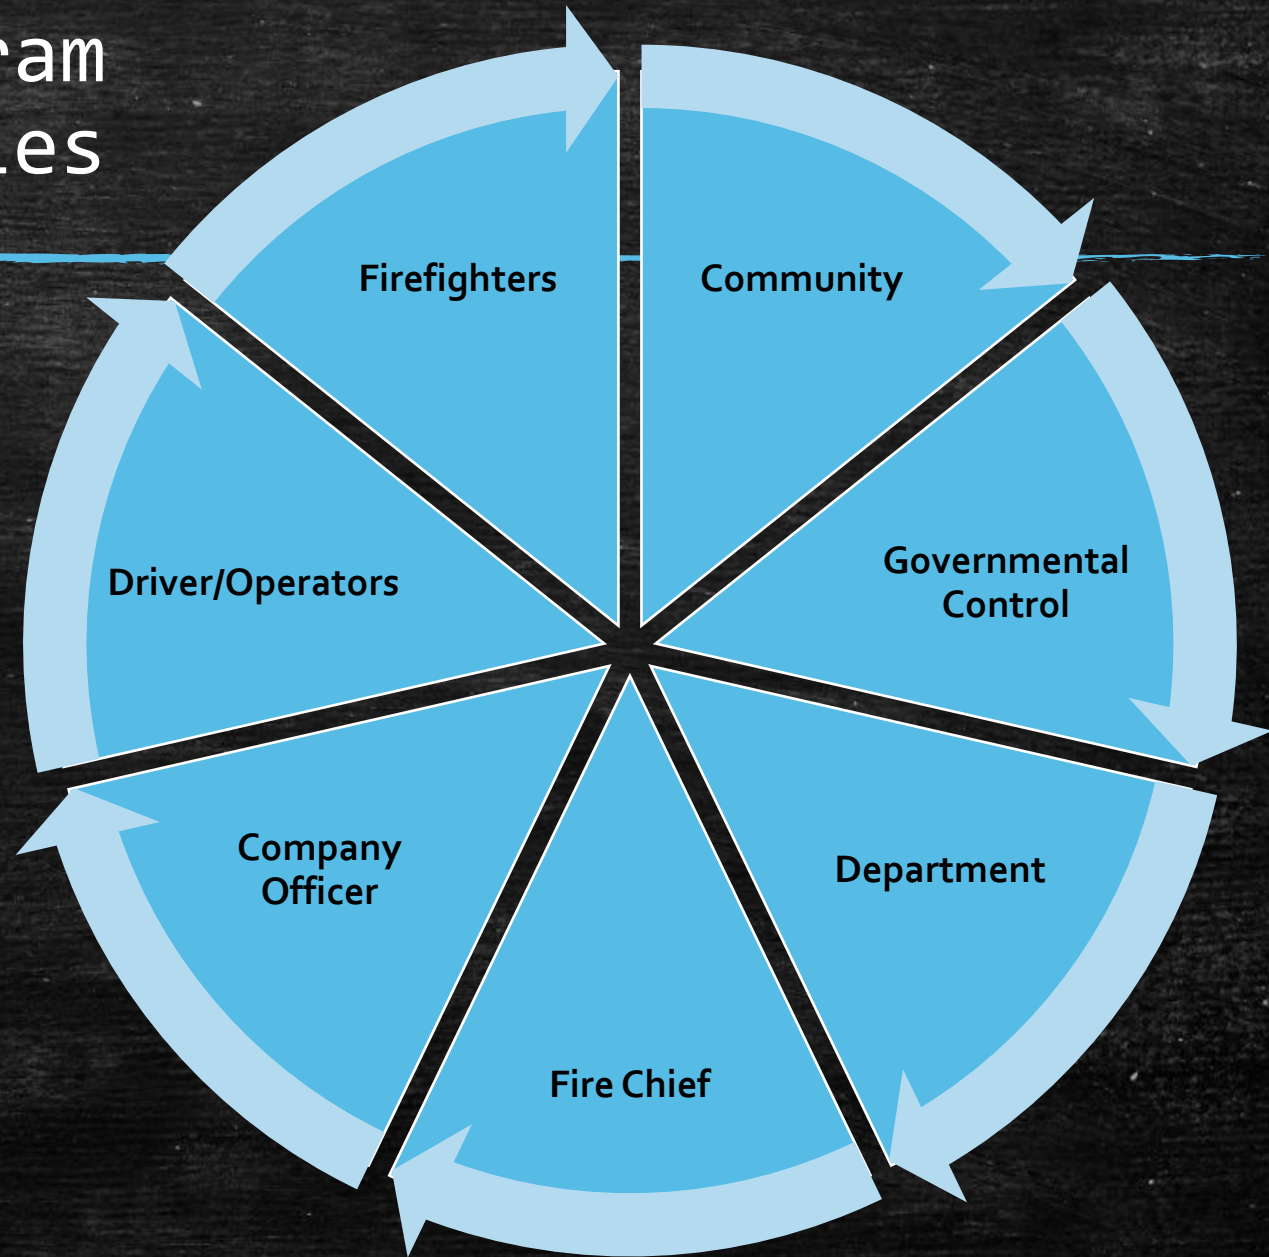 Firefighters
Community
Governmental
Control
Driver/Operators
Company
Officer
Department
Fire Chief